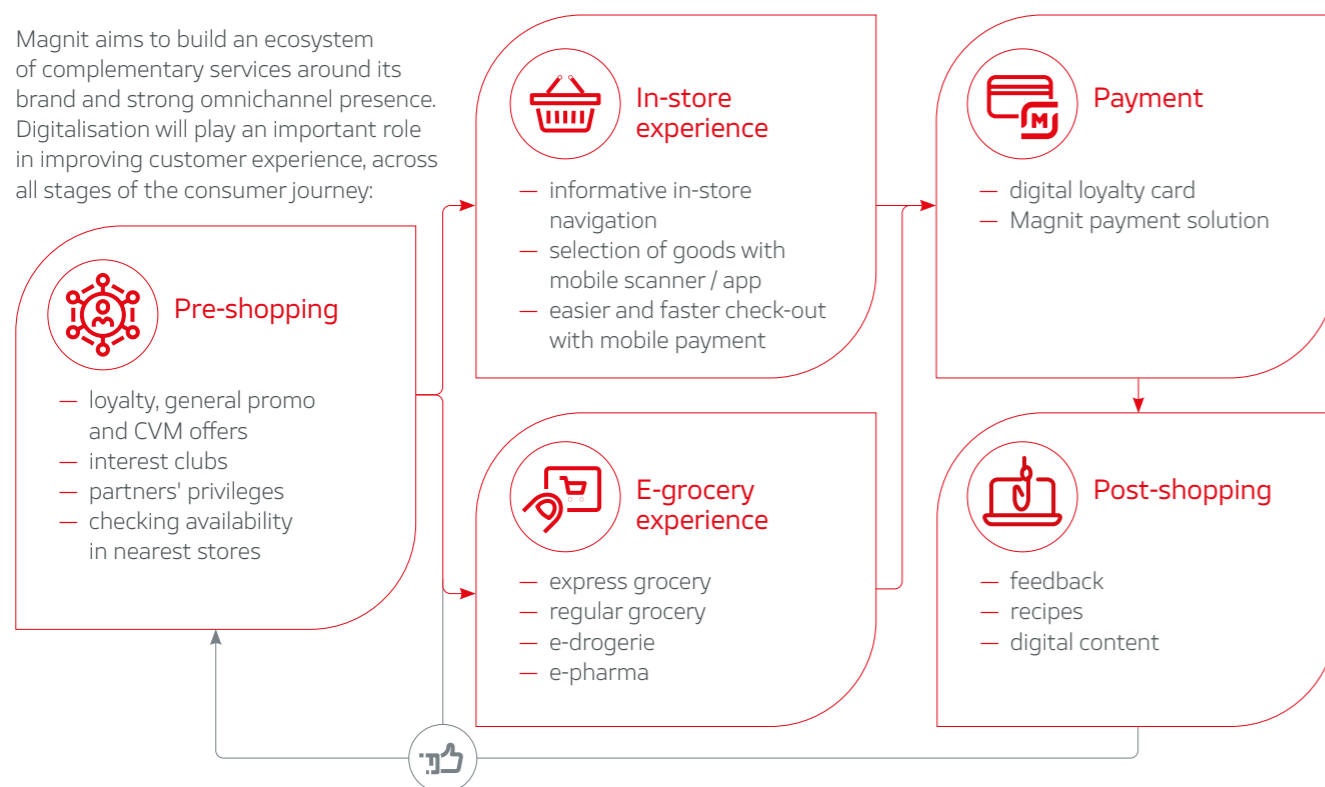 Magnit aims to build an ecosystem
of complementary services around its
brand and strong omnichannel presence.
Digitalisation will play an important role
in improving customer experience, across
all stages of the consumer journey:
Pre-shopping
— loyalty, general promo
and CVM offers
— interest clubs
— partners' privileges
— checking availability
in nearest stores
In-store
experience
— informative in-store
navigation
— selection of goods with
mobile scanner / app
— easier and faster check-out
with mobile payment
E-grocery
experience
— express grocery
— regular grocery
— e-drogerie
— e-pharma
M
Payment
— digital loyalty card
— Magnit payment solution
Post-shopping
— feedback
— recipes
— digital content